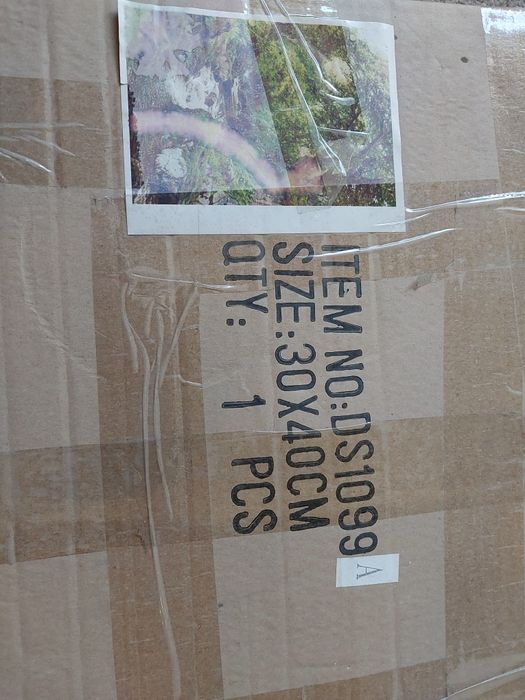 ITEM NO:DS1099 A
SIZE:30X40CM
QTY: 1 PCS